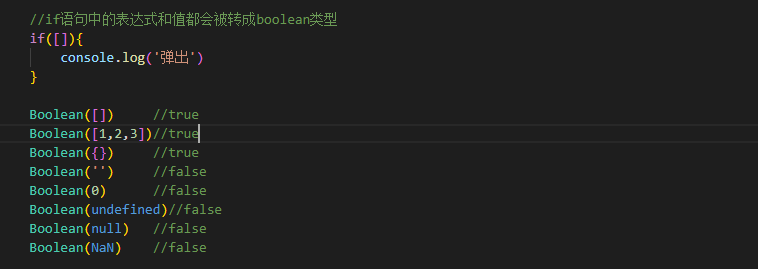 //if语句中的表达式和值都会被转成boolean类型
if([]){
console.log('弹出')
}
Boolean([]) //true
Boolean([1,2,3])//true
Boolean({}) //true
Boolean('') //false
Boolean(0) //false
Boolean(undefined)//false
Boolean(null) //false
Boolean(NaN) //false